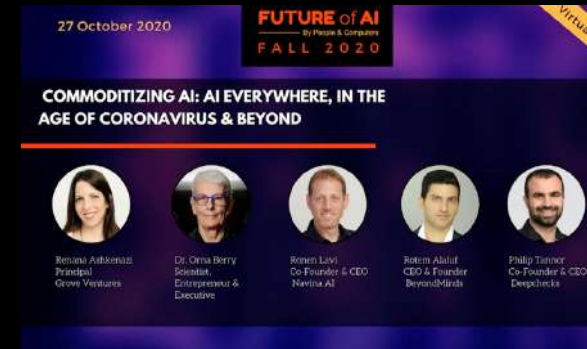 27 October 2020
FUTURE of AI
By People & Computers
FALL 2020
Virtual
COMMODITIZING AI: AI EVERYWHERE, IN THE
AGE OF CORONAVIRUS & BEYOND
Renana Ashkenazi
Principal
Grove Ventures
Dr. Orna Berry
Scientist,
Entrepreneur &
Executive
Ronen Lavi
Co-Founder & CEO
Navina AI
Rotem Alaluf
CEO & Founder
BeyondMinds
Philip Tannor
Co-Founder & CEO
Deepchecks